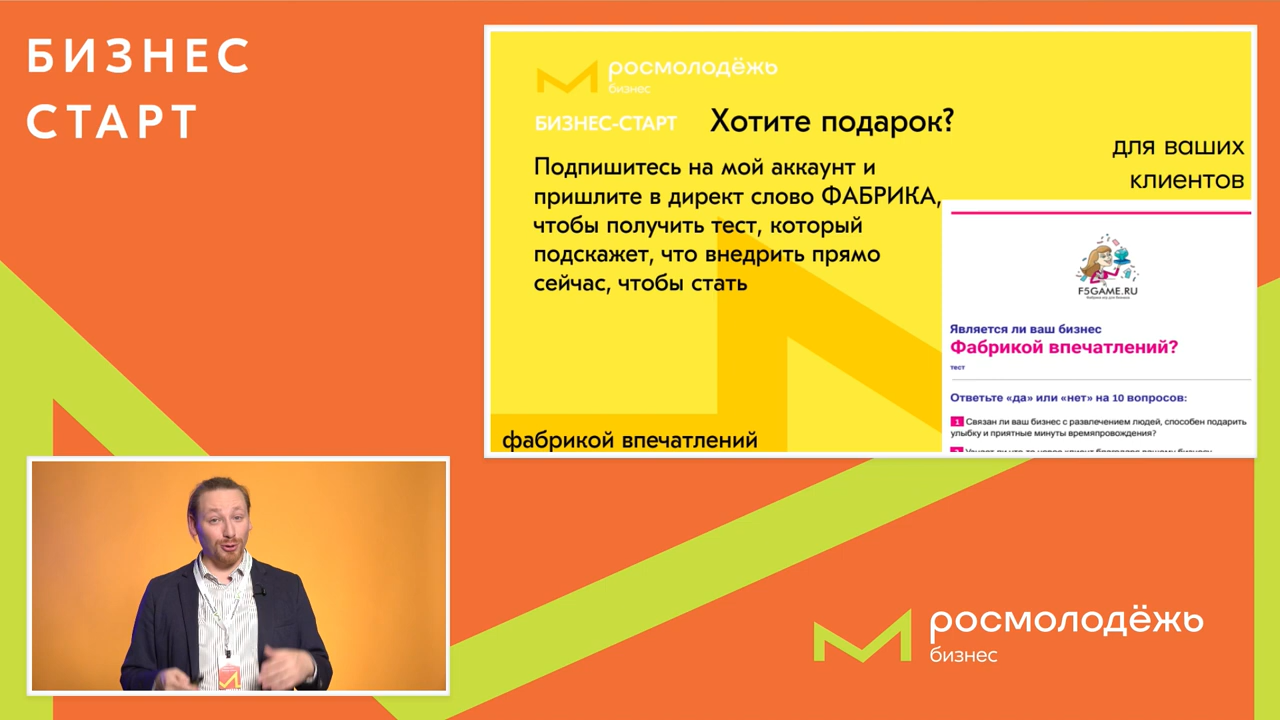 БИЗНЕС
СТАРТ
росмолодёжь
бизнес
БИЗНЕС-СТАРТ
Хотите подарок?
Подпишитесь на мой аккаунт и
пришлите в директ слово ФАБРИКА,
чтобы получить тест, который
подскажет, что внедрить прямо
сейчас, чтобы стать
фабрикой впечатлений
для ваших
клиентов
F5GAME.RU
Является ли ваш бизнес
Фабрикой впечатлений?
тест
Ответьте «да» или «нет» на 10 вопросов:
1 Связан ли ваш бизнес с развлечением людей, способен подарить
улыбку и приятные минуты времяпровождения?
росмолодёжь
бизнес